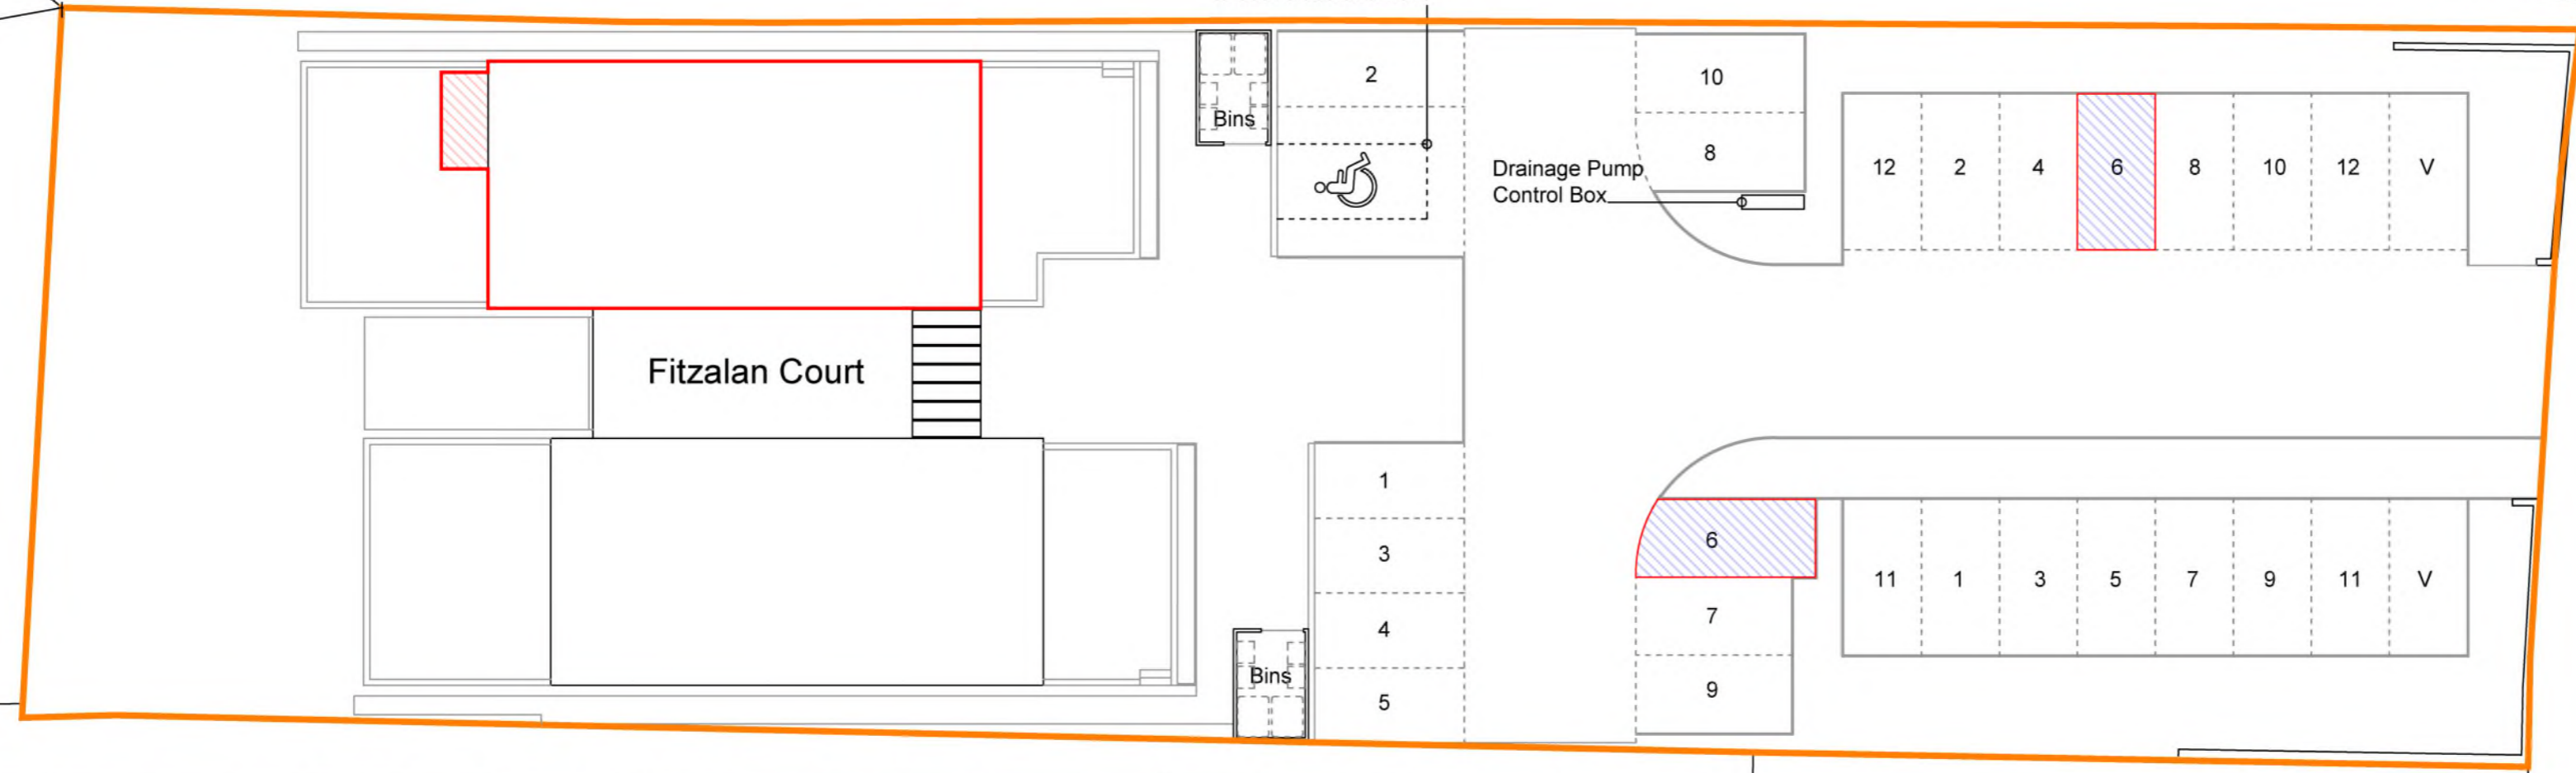 2
10
Bins
8
12 2 4 6 8 10 12 V
Drainage Pump
Control Box
Fitzalan Court
1
3
6
11 1 3 5 7 9 11 V
7
4
Bins
9
5